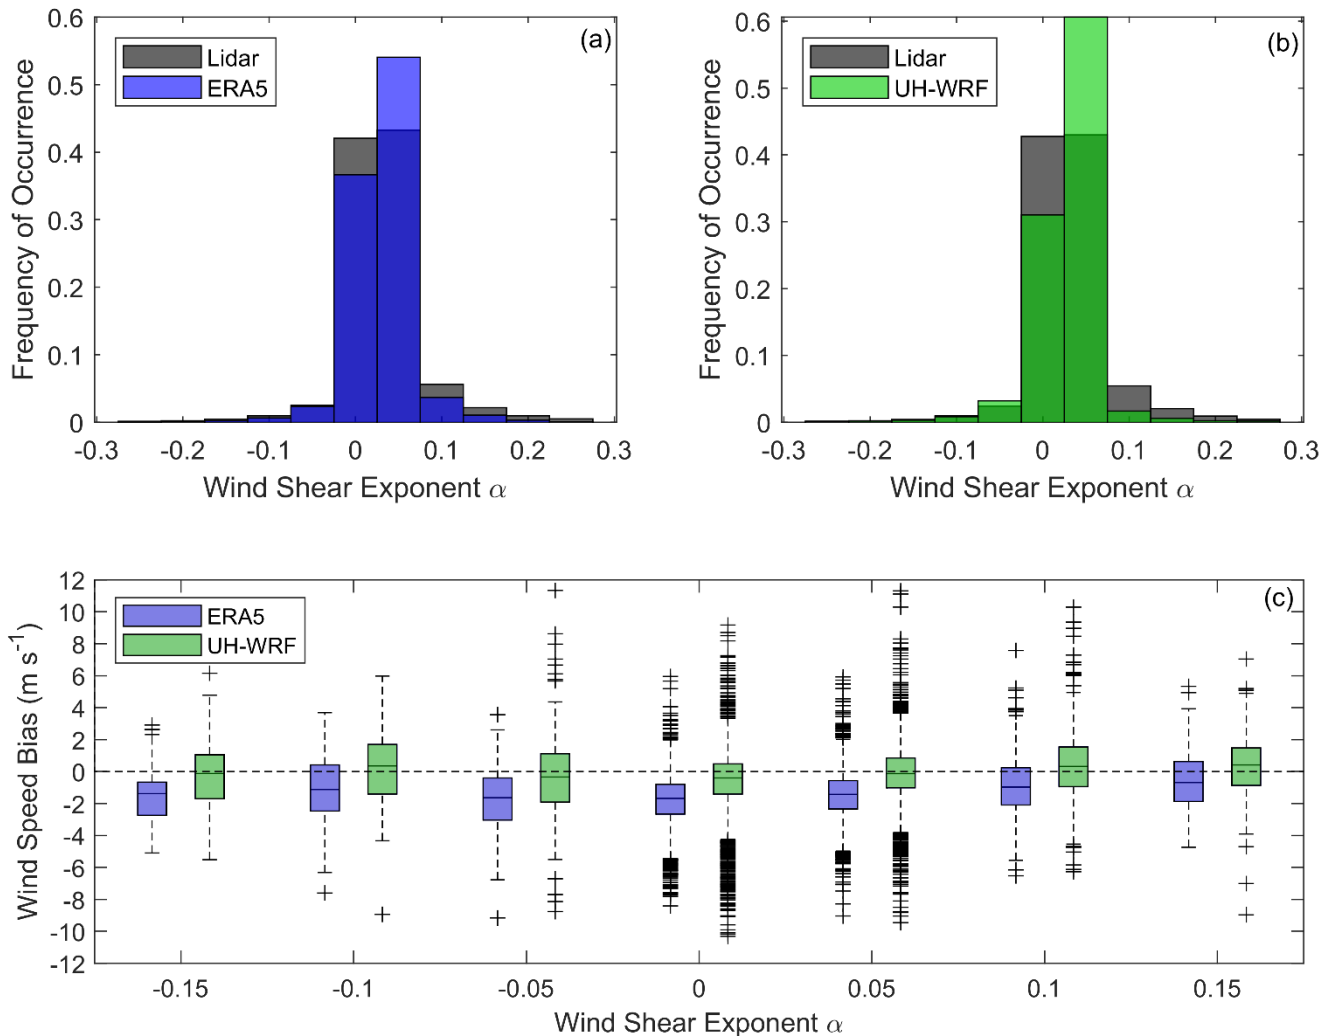 (a)
Lidar
ERA5
Frequency of Occurrence
0.6
0.5
0.4
0.3
0.2
0.1
0
-0.3 -0.2 -0.1 0 0.1 0.2 0.3
Wind Shear Exponent α
(b)
Lidar
UH-WRF
Frequency of Occurrence
0.6
0.5
0.4
0.3
0.2
0.1
0
-0.3 -0.2 -0.1 0 0.1 0.2 0.3
Wind Shear Exponent α
(c)
ERA5
UH-WRF
Wind Speed Bias (m s⁻¹)
12
10
8
6
4
2
0
-2
-4
-6
-8
-10
-12
-0.15 -0.1 -0.05 0 0.05 0.1 0.15
Wind Shear Exponent α